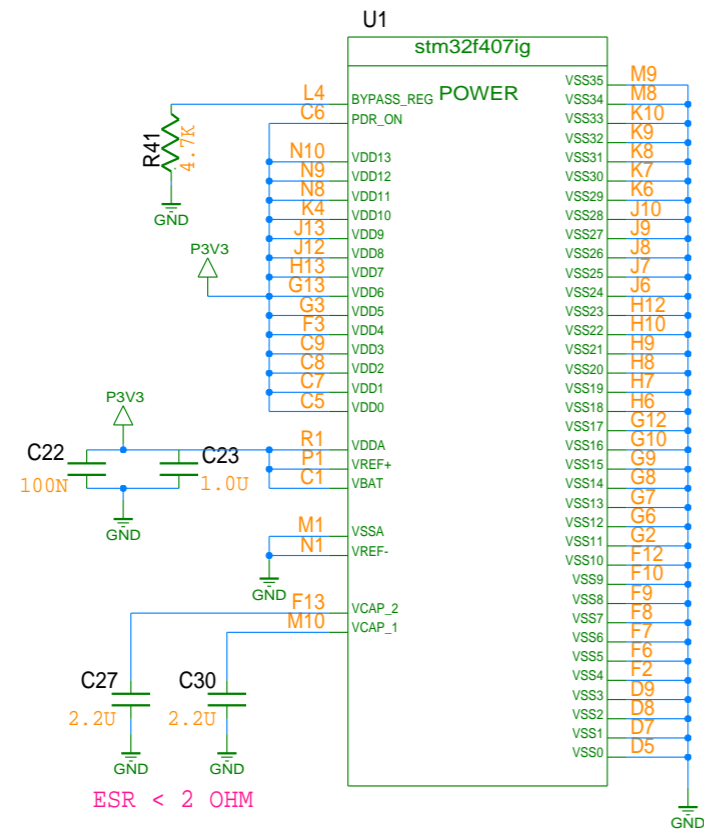 U1
stm32f407ig
POWER
L4 BYPASS_REG
C6 PDR_ON
R41
4.7K
GND
N10 VDD13
N9 VDD12
N8 VDD11
K4 VDD10
J13 VDD9
J12 VDD8
H13 VDD7
G13 VDD6
G3 VDD5
F3 VDD4
C9 VDD3
C8 VDD2
C7 VDD1
C5 VDD0
P3V3
P3V3
R1 VDDA
P1 VREF+
C1 VBAT
C22
100N
C23
1.0U
GND
M1 VSSA
N1 VREF-
GND
F13 VCAP_2
M10 VCAP_1
C27
2.2U
C30
2.2U
GND
GND
ESR < 2 OHM
VSS35 M9
VSS34 M8
VSS33 K10
VSS32 K9
VSS31 K8
VSS30 K7
VSS29 K6
VSS28 J10
VSS27 J9
VSS26 J8
VSS25 J7
VSS24 J6
VSS23 H12
VSS22 H10
VSS21 H9
VSS20 H8
VSS19 H7
VSS18 H6
VSS17 G12
VSS16 G10
VSS15 G9
VSS14 G8
VSS13 G7
VSS12 G6
VSS11 G2
VSS10 F12
VSS9 F10
VSS8 F9
VSS7 F8
VSS6 F7
VSS5 F6
VSS4 F2
VSS3 D9
VSS2 D8
VSS1 D7
VSS0 D5
GND